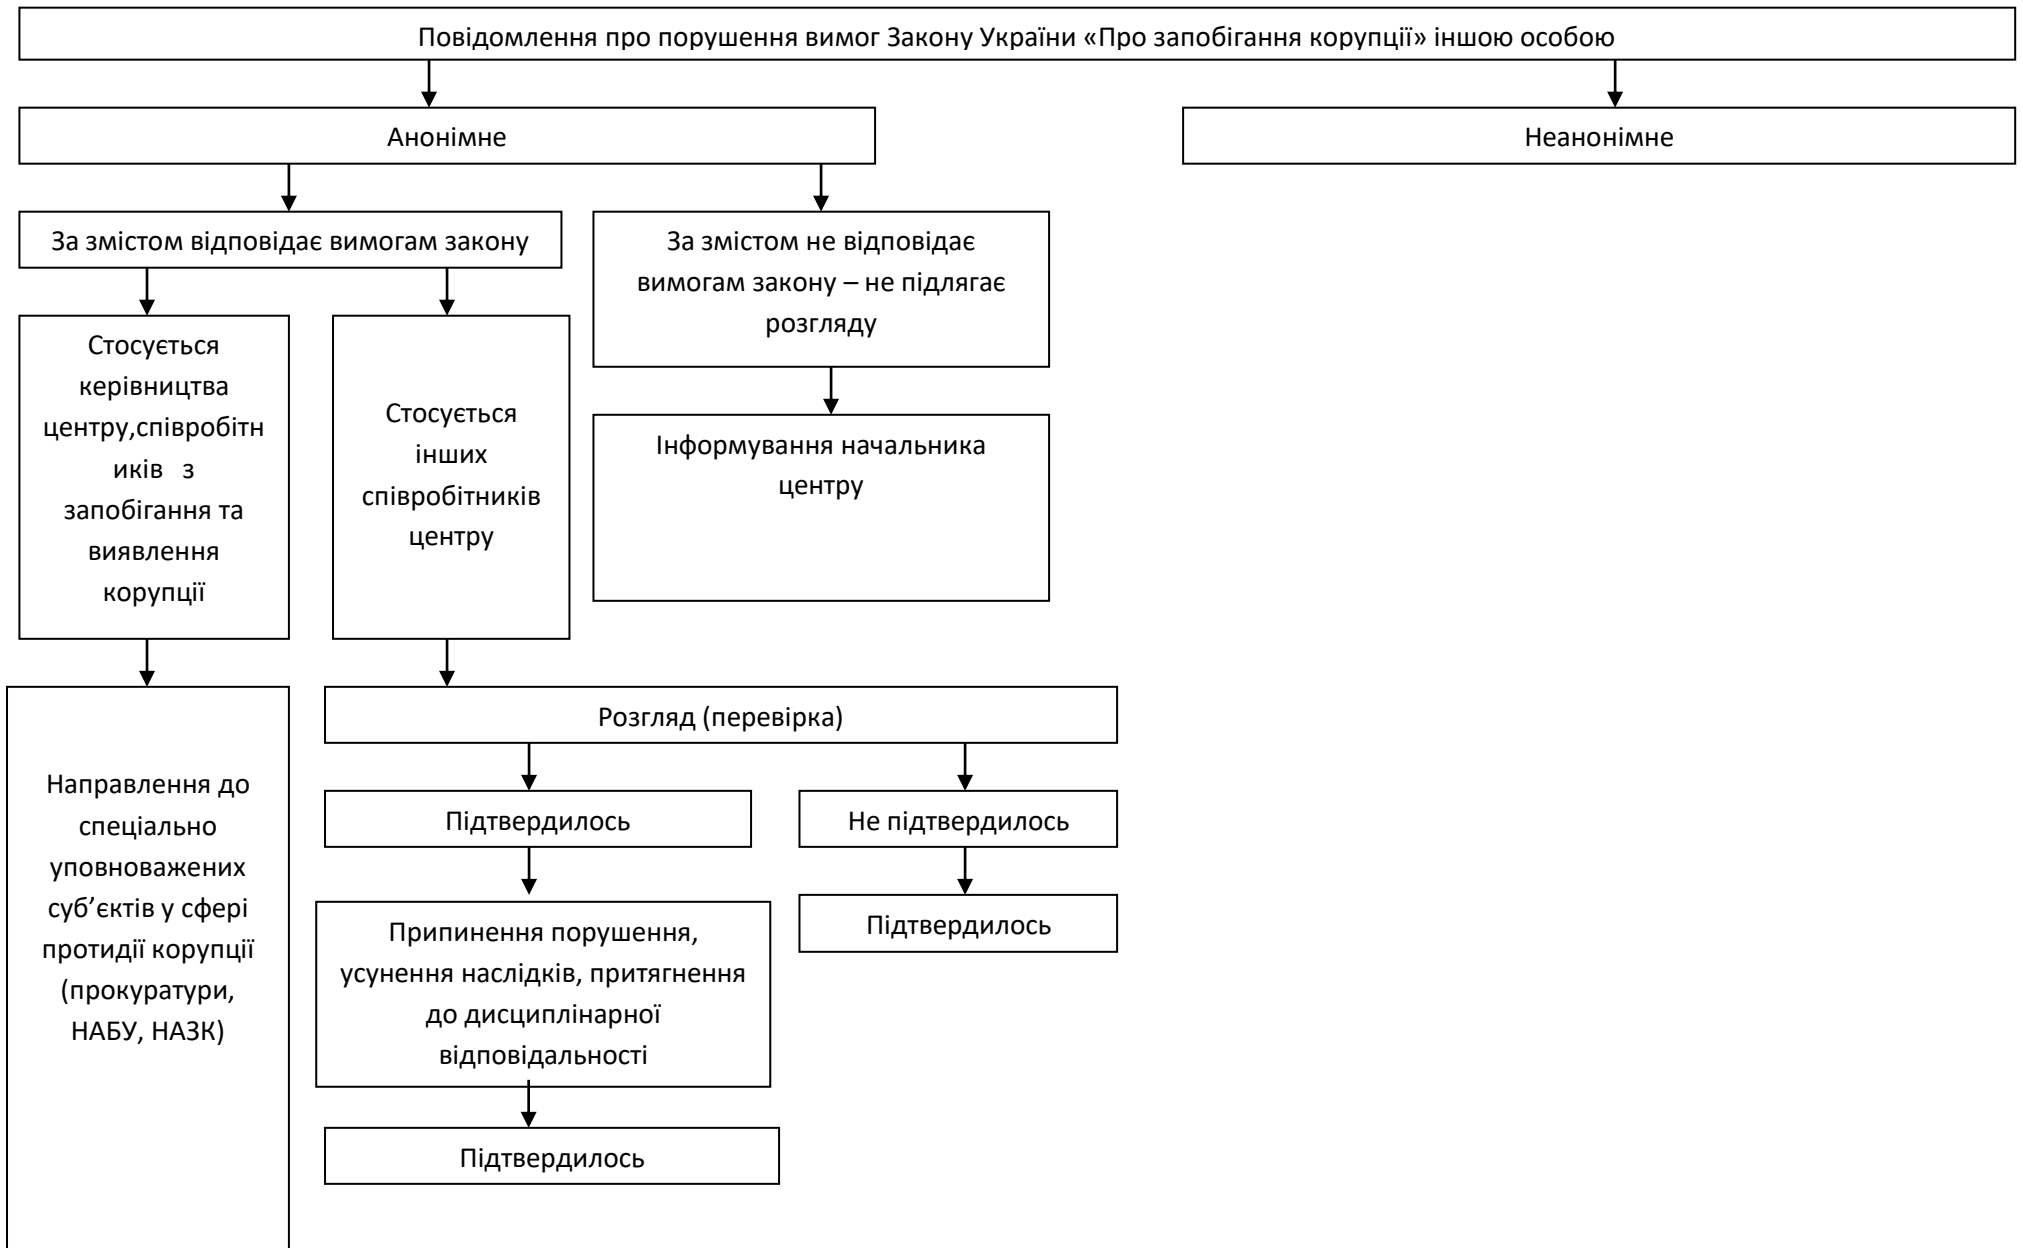 Повідомлення про порушення вимог Закону України «Про запобігання корупції» іншою особою
Анонімне
Неанонімне
За змістом відповідає вимогам закону
За змістом не відповідає
вимогам закону – не підлягає
розгляду
Стосується
керівництва
центру,співробітн
иків з
запобігання та
виявлення
корупції
Стосується
інших
співробітників
центру
Інформування начальника
центру
Направлення до
спеціально
уповноважених
суб’єктів у сфері
протидії корупції
(прокуратури,
НАБУ, НАЗК)
Розгляд (перевірка)
Підтвердилось
Не підтвердилось
Припинення порушення,
усунення наслідків, притягнення
до дисциплінарної
відповідальності
Підтвердилось
Підтвердилось